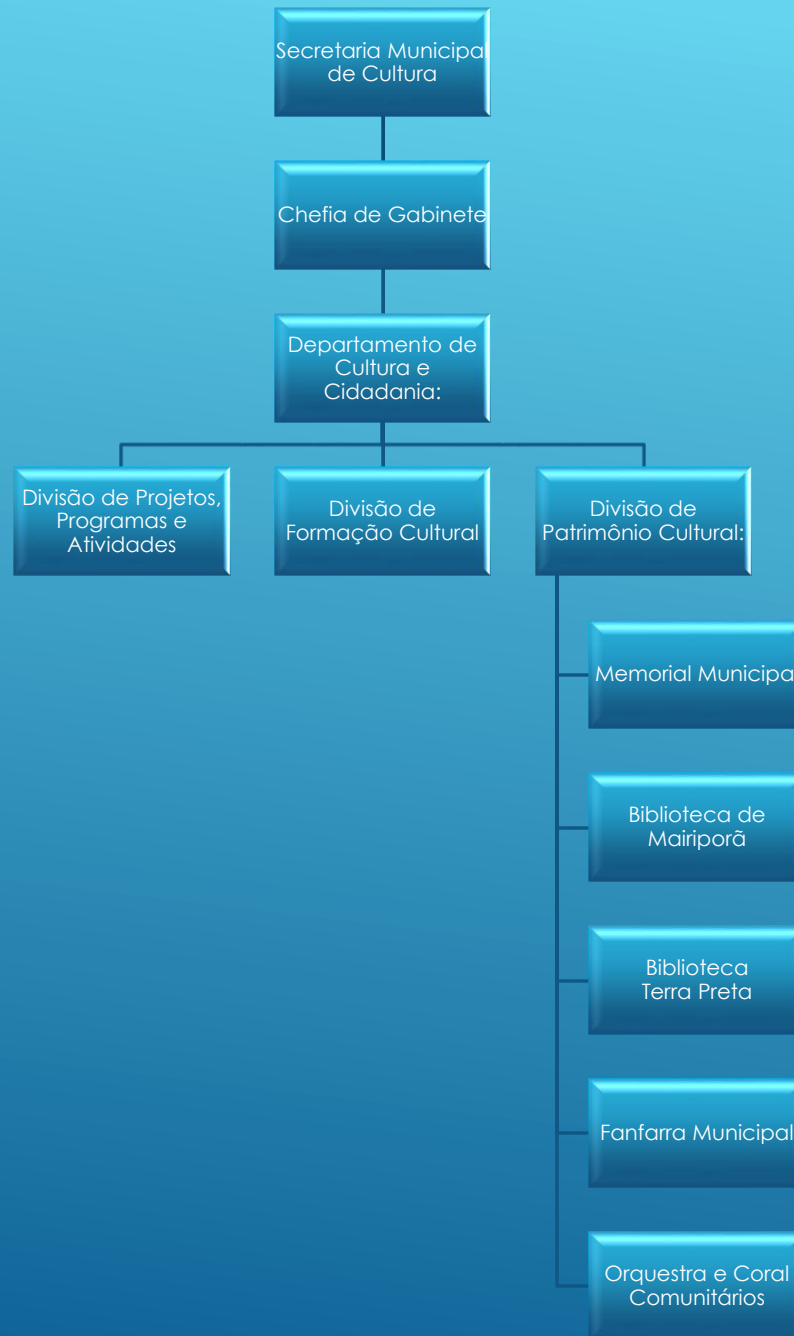 Secretaria Municipal
de Cultura
Chefia de Gabinete
Departamento de
Cultura e
Cidadania:
Divisão de Projetos,
Programas e
Atividades
Divisão de
Formação Cultural
Divisão de
Patrimônio Cultural:
Memorial Municipa
Biblioteca de
Mairiporã
Biblioteca
Terra Preta
Fanfarra Municipal
Orquestra e Coral
Comunitários